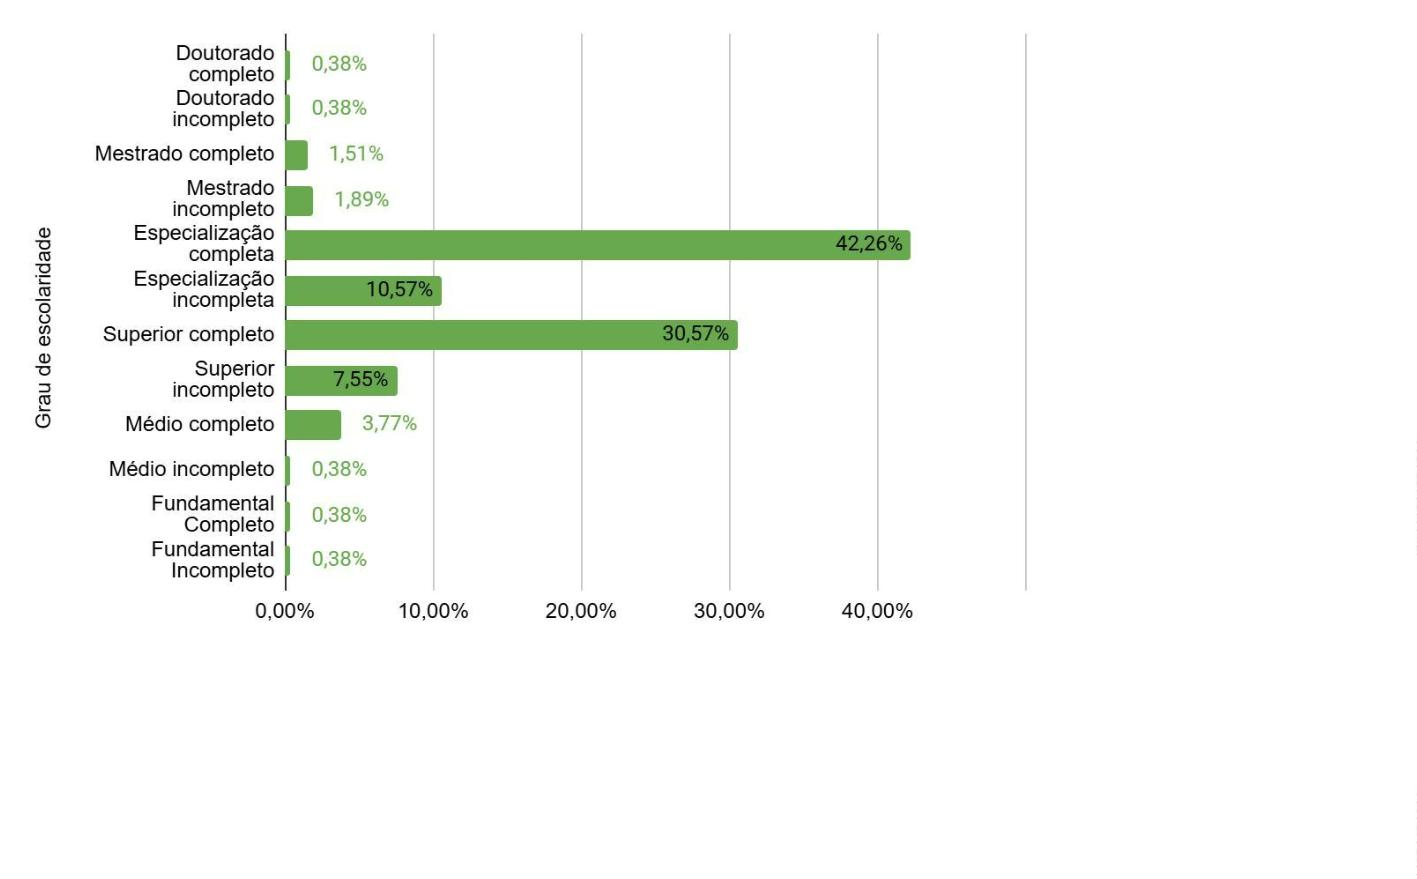 Grau de escolaridade
Doutorado
completo
0,38%
Doutorado
incompleto
0,38%
Mestrado completo
1,51%
Mestrado
incompleto
1,89%
Especialização
completa
42,26%
Especialização
incompleta
10,57%
Superior completo
30,57%
Superior
incompleto
7,55%
Médio completo
3,77%
Médio incompleto
0,38%
Fundamental
Completo
0,38%
Fundamental
Incompleto
0,38%
0,00%
10,00%
20,00%
30,00%
40,00%